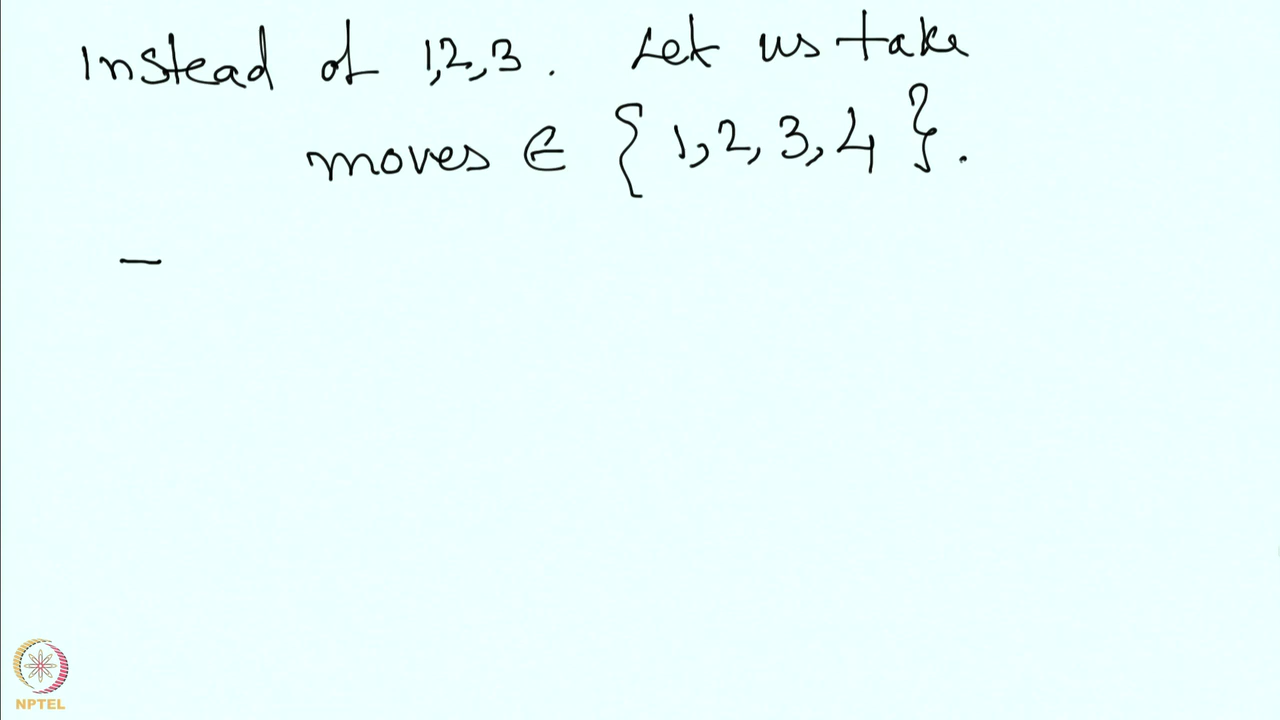 Instead of 1,2,3. Let us take
moves ∈ { 1, 2, 3, 4 }.
—
NPTEL